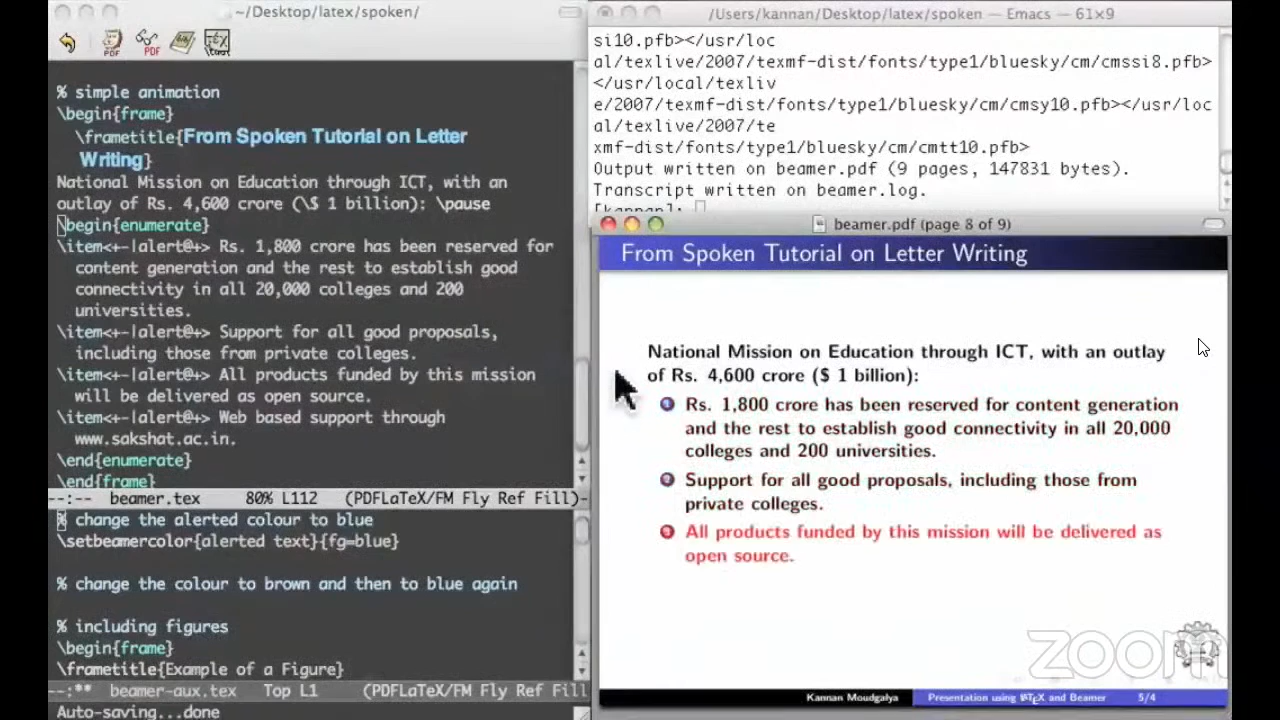 ~/Desktop/latex/spoken/
% simple animation
\begin{frame}
\frametitle{From Spoken Tutorial on Letter
Writing}
National Mission on Education through ICT, with an
outlay of Rs. 4,600 crore (\$ 1 billion): \pause
\begin{enumerate}
\item<+-|alert@+> Rs. 1,800 crore has been reserved for
content generation and the rest to establish good
connectivity in all 20,000 colleges and 200
universities.
\item<+-|alert@+> Support for all good proposals,
including those from private colleges.
\item<+-|alert@+> All products funded by this mission
will be delivered as open source.
\item<+-|alert@+> Web based support through
www.sakshat.ac.in.
\end{enumerate}
\end{frame}
--:-- beamer.tex 80% L112 (PDFLaTeX/FM Fly Ref Fill)-
% change the alerted colour to blue
\setbeamercolor{alerted text}{fg=blue}
% change the colour to brown and then to blue again
% including figures
\begin{frame}
\frametitle{Example of a Figure}
--:** beamer-aux.tex Top L1 (PDFLaTeX/FM Fly Ref Fill
Auto-saving...done
/Users/kannan/Desktop/latex/spoken — Emacs — 61×9
si10.pfb></usr/loc
al/texlive/2007/texmf-dist/fonts/type1/bluesky/cm/cmssi8.pfb>
</usr/local/texliv
e/2007/texmf-dist/fonts/type1/bluesky/cm/cmsy10.pfb></usr/loc
al/texlive/2007/te
xmf-dist/fonts/type1/bluesky/cm/cmtt10.pfb>
Output written on beamer.pdf (9 pages, 147831 bytes).
Transcript written on beamer.log.
[kannan]:
beamer.pdf (page 8 of 9)
From Spoken Tutorial on Letter Writing
National Mission on Education through ICT, with an outlay
of Rs. 4,600 crore ($ 1 billion):
1 Rs. 1,800 crore has been reserved for content generation
and the rest to establish good connectivity in all 20,000
colleges and 200 universities.
2 Support for all good proposals, including those from
private colleges.
3 All products funded by this mission will be delivered as
open source.
zoom
Kannan Moudgalya Presentation using LATEX and Beamer 5/4